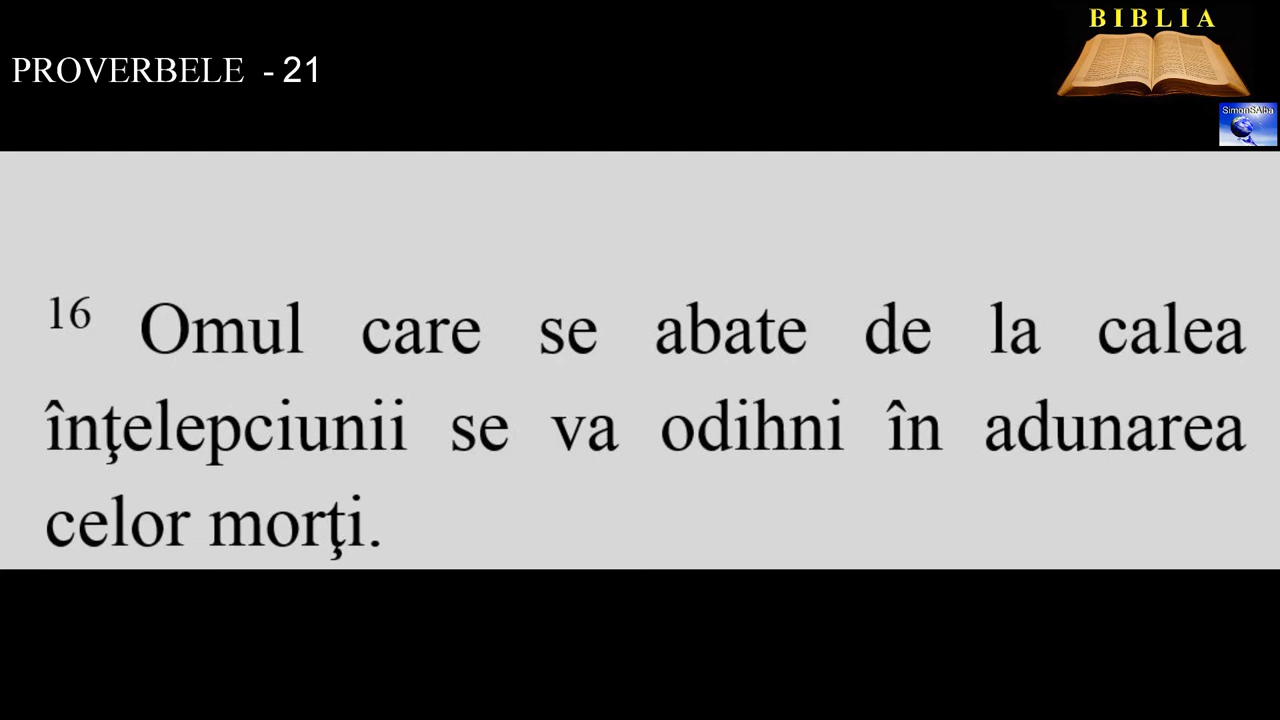 BIBLIA
PROVERBELE - 21
SimonSAlba
16 Omul care se abate de la calea
înţelepciunii se va odihni în adunarea
celor morţi.